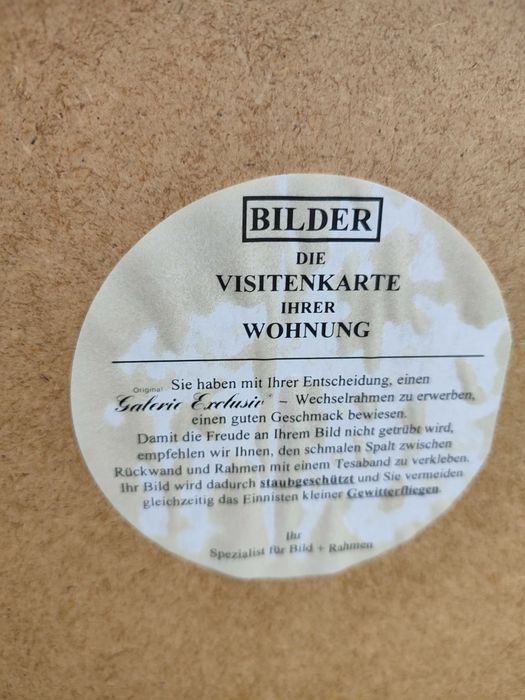 BILDER
DIE
VISITENKARTE
IHRER
WOHNUNG
Sie haben mit Ihrer Entscheidung, einen
Original Galerie Exclusiv® – Wechselrahmen zu erwerben,
einen guten Geschmack bewiesen.
Damit die Freude an Ihrem Bild nicht getrübt wird,
empfehlen wir Ihnen, den schmalen Spalt zwischen
Rückwand und Rahmen mit einem Tesaband zu verkleben.
Ihr Bild wird dadurch staubgeschützt und Sie vermeiden
gleichzeitig das Einnisten kleiner Gewitterfliegen.
Ihr
Spezialist für Bild + Rahmen